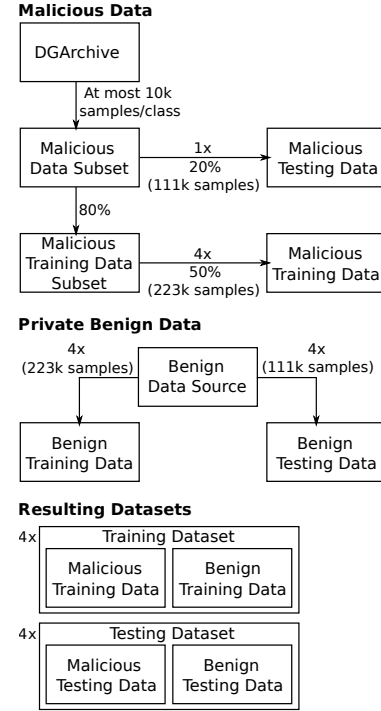 Malicious Data
DGArchive
At most 10k
samples/class
Malicious
Data Subset
1x
20%
(111k samples)
Malicious
Testing Data
80%
Malicious
Training Data
Subset
4x
50%
(223k samples)
Malicious
Training Data
Private Benign Data
4x
(223k samples)
Benign
Data Source
4x
(111k samples)
Benign
Training Data
Benign
Testing Data
Resulting Datasets
4x
Training Dataset
Malicious
Training Data
Benign
Training Data
4x
Testing Dataset
Malicious
Testing Data
Benign
Testing Data